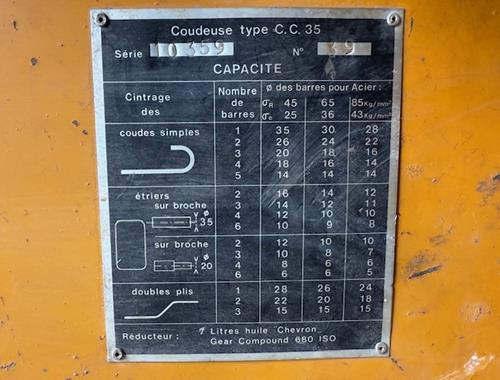 Coudeuse type C.C. 35
Série 10359 N° 39
CAPACITE
Cintrage des
Nombre de barres
Ø des barres pour Acier:
σR 45 65 85Kg/mm²
σe 25 36 43Kg/mm²
coudes simples
1 35 30 28
2 26 24 22
3 20 18 16
4 18 16 14
5 14 14 14
étriers
sur broche Ø 35
2 16 14 12
3 14 12 11
4 12 10 10
6 10 9 8
sur broche Ø 20
2 12 10 10
3 10 8 7
4 8 6 6
6 6 6 5
doubles plis
1 28 26 24
2 22 20 18
3 15 15 15
Réducteur: 7 Litres huile Chevron
Gear Compound 680 ISO